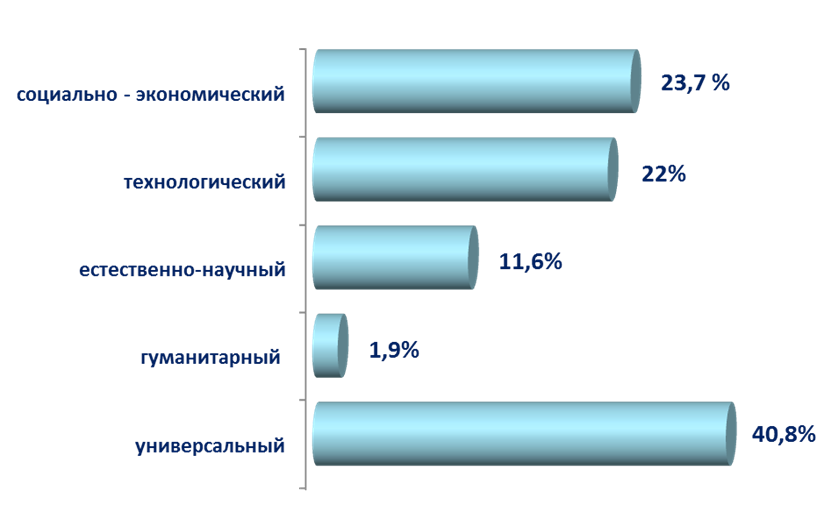 социально - экономический
23,7 %
технологический
22%
естественно-научный
11,6%
гуманитарный
1,9%
универсальный
40,8%